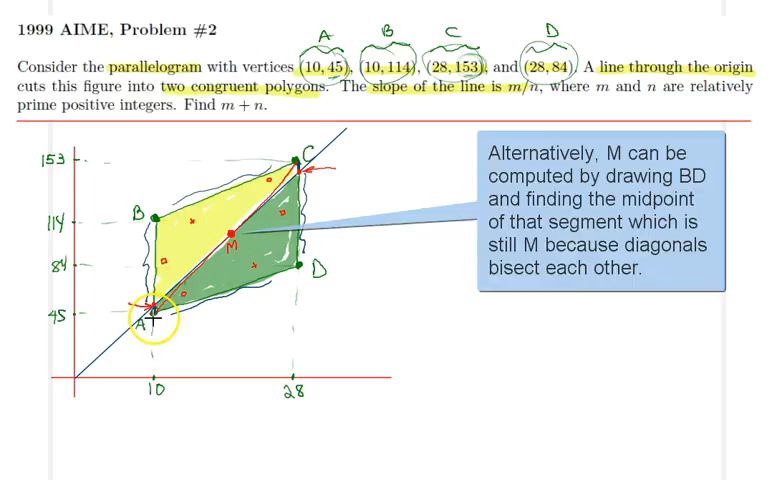 1999 AIME, Problem #2
A B C D
Consider the parallelogram with vertices (10, 45), (10, 114), (28, 153), and (28, 84). A line through the origin
cuts this figure into two congruent polygons. The slope of the line is m/n, where m and n are relatively
prime positive integers. Find m + n.
153
C
B
114
M
84
D
45
A
10
28
Alternatively, M can be
computed by drawing BD
and finding the midpoint
of that segment which is
still M because diagonals
bisect each other.